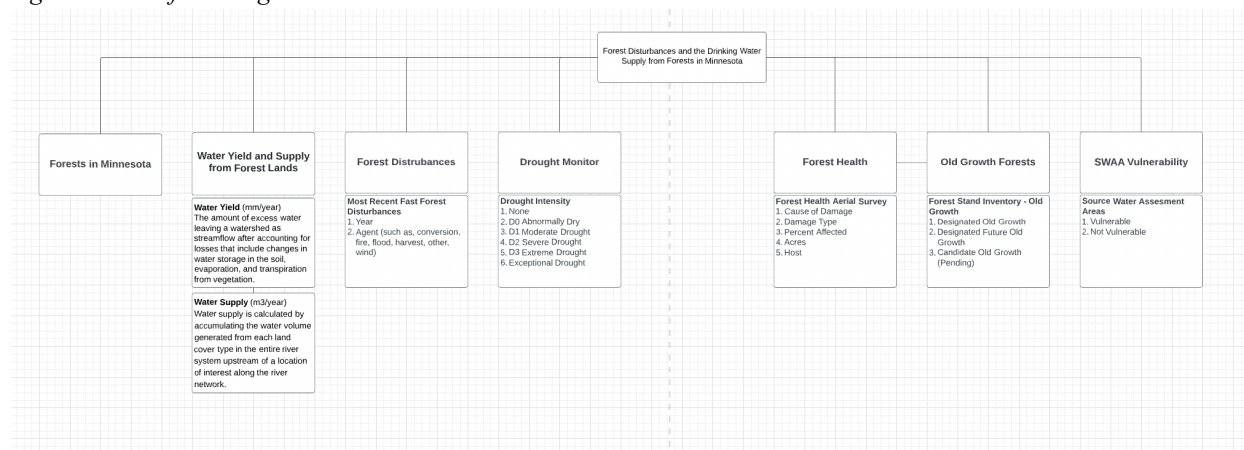 Forest Disturbances and the Drinking Water
Supply from Forests in Minnesota
Forests in Minnesota
Water Yield and Supply
from Forest Lands
Water Yield (mm/year)
The amount of excess water
leaving a watershed as
streamflow after accounting for
losses that include changes in
water storage in the soil,
evaporation, and transpiration
from vegetation.
Water Supply (m3/year)
Water supply is calculated by
accumulating the water volume
generated from each land
cover type in the entire river
system upstream of a location
of interest along the river
network.
Forest Distrubances
Most Recent Fast Forest
Disturbances
1. Year
2. Agent (such as, conversion,
fire, flood, harvest, other,
wind)
Drought Monitor
Drought Intensity
1. None
2. D0 Abnormally Dry
3. D1 Moderate Drought
4. D2 Severe Drought
5. D3 Extreme Drought
6. Exceptional Drought
Forest Health
Forest Health Aerial Survey
1. Cause of Damage
2. Damage Type
3. Percent Affected
4. Acres
5. Host
Old Growth Forests
Forest Stand Inventory - Old
Growth
1. Designated Old Growth
2. Designated Future Old
Growth
3. Candidate Old Growth
(Pending)
SWAA Vulnerability
Source Water Assesment
Areas
1. Vulnerable
2. Not Vulnerable